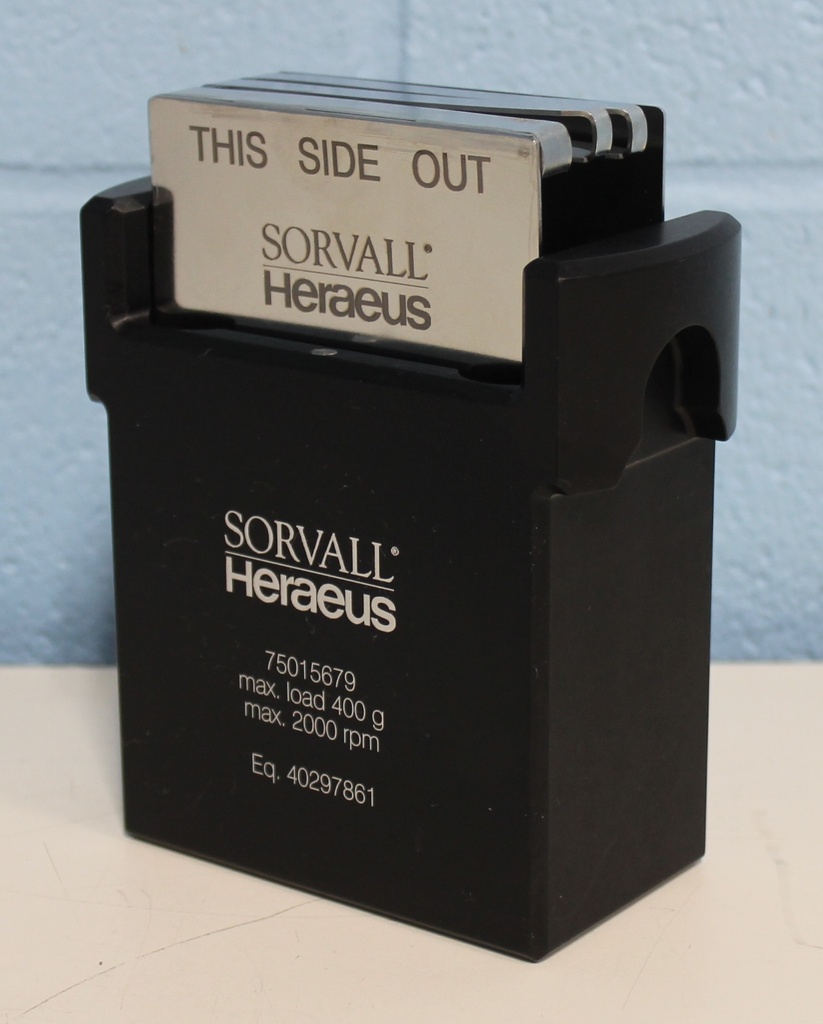 THIS SIDE OUT
SORVALL®
Heraeus
SORVALL®
Heraeus
75015679
max. load 400 g
max. 2000 rpm
Eq. 40297861